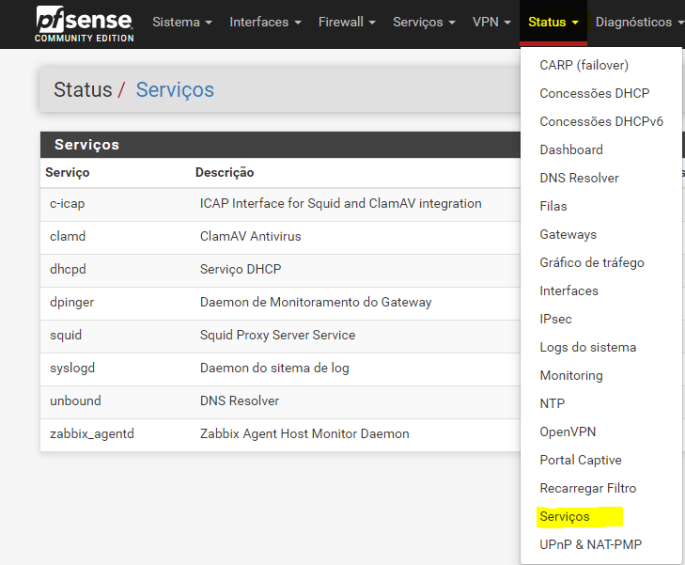 pfsense
COMMUNITY EDITION
Sistema Interfaces Firewall Serviços VPN Status Diagnósticos
Status / Serviços
Serviços
Serviço Descrição
c-icap ICAP Interface for Squid and ClamAV integration
clamd ClamAV Antivirus
dhcpd Serviço DHCP
dpinger Daemon de Monitoramento do Gateway
squid Squid Proxy Server Service
syslogd Daemon do sitema de log
unbound DNS Resolver
zabbix_agentd Zabbix Agent Host Monitor Daemon
CARP (failover)
Concessões DHCP
Concessões DHCPv6
Dashboard
DNS Resolver
Filas
Gateways
Gráfico de tráfego
Interfaces
IPsec
Logs do sistema
Monitoring
NTP
OpenVPN
Portal Captive
Recarregar Filtro
Serviços
UPnP & NAT-PMP